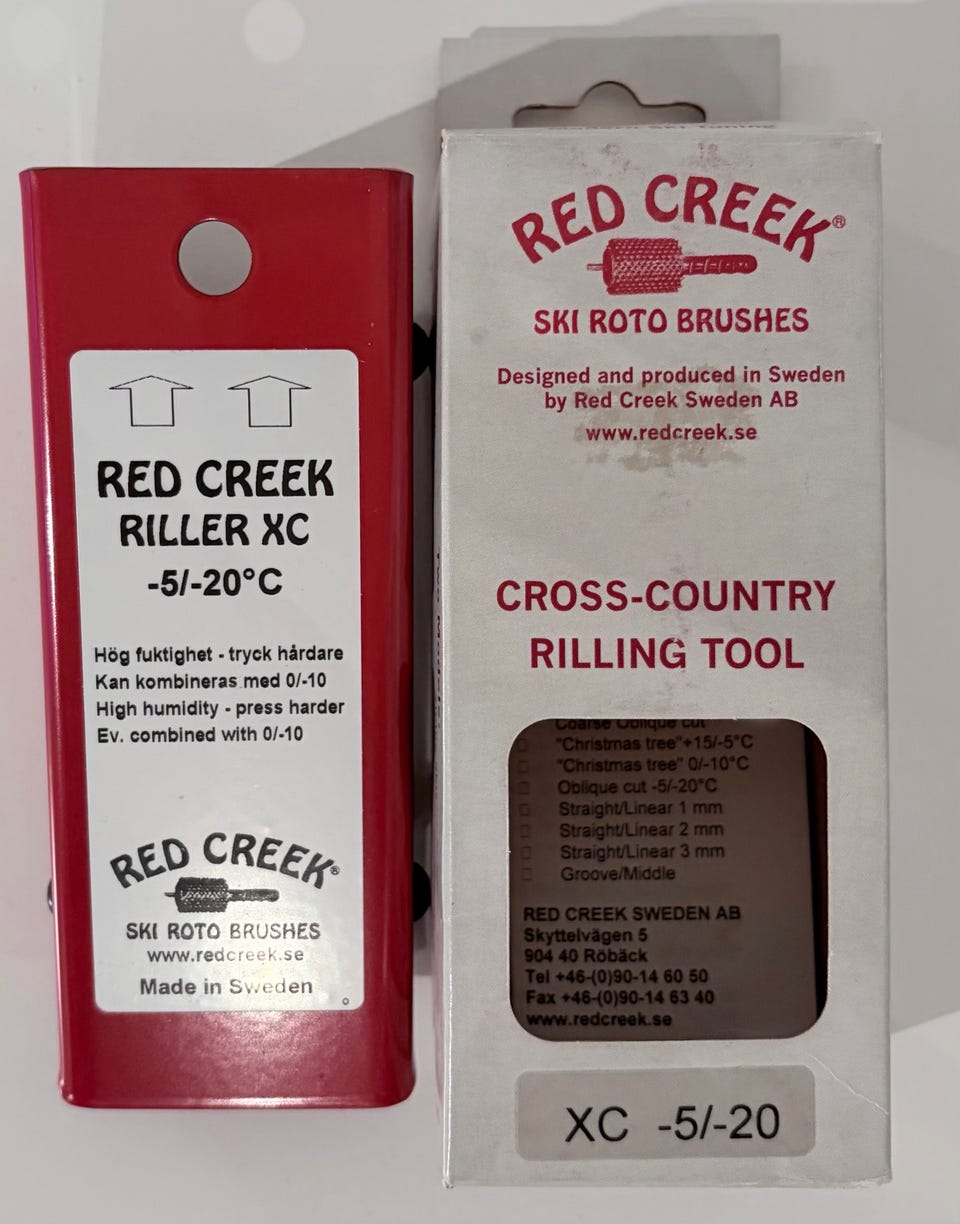 RED CREEK
RILLER XC
-5/-20°C
Hög fuktighet - tryck hårdare
Kan kombineras med 0/-10
High humidity - press harder
Ev. combined with 0/-10
RED CREEK®
SKI ROTO BRUSHES
www.redcreek.se
Made in Sweden
RED CREEK®
SKI ROTO BRUSHES
Designed and produced in Sweden
by Red Creek Sweden AB
www.redcreek.se
CROSS-COUNTRY
RILLING TOOL
Coarse Oblique cut
"Christmas tree"+15/-5°C
"Christmas tree" 0/-10°C
Oblique cut -5/-20°C
Straight/Linear 1 mm
Straight/Linear 2 mm
Straight/Linear 3 mm
Groove/Middle
RED CREEK SWEDEN AB
Skyttelvägen 5
904 40 Röbäck
Tel +46-(0)90-14 60 50
Fax +46-(0)90-14 63 40
www.redcreek.se
XC -5/-20